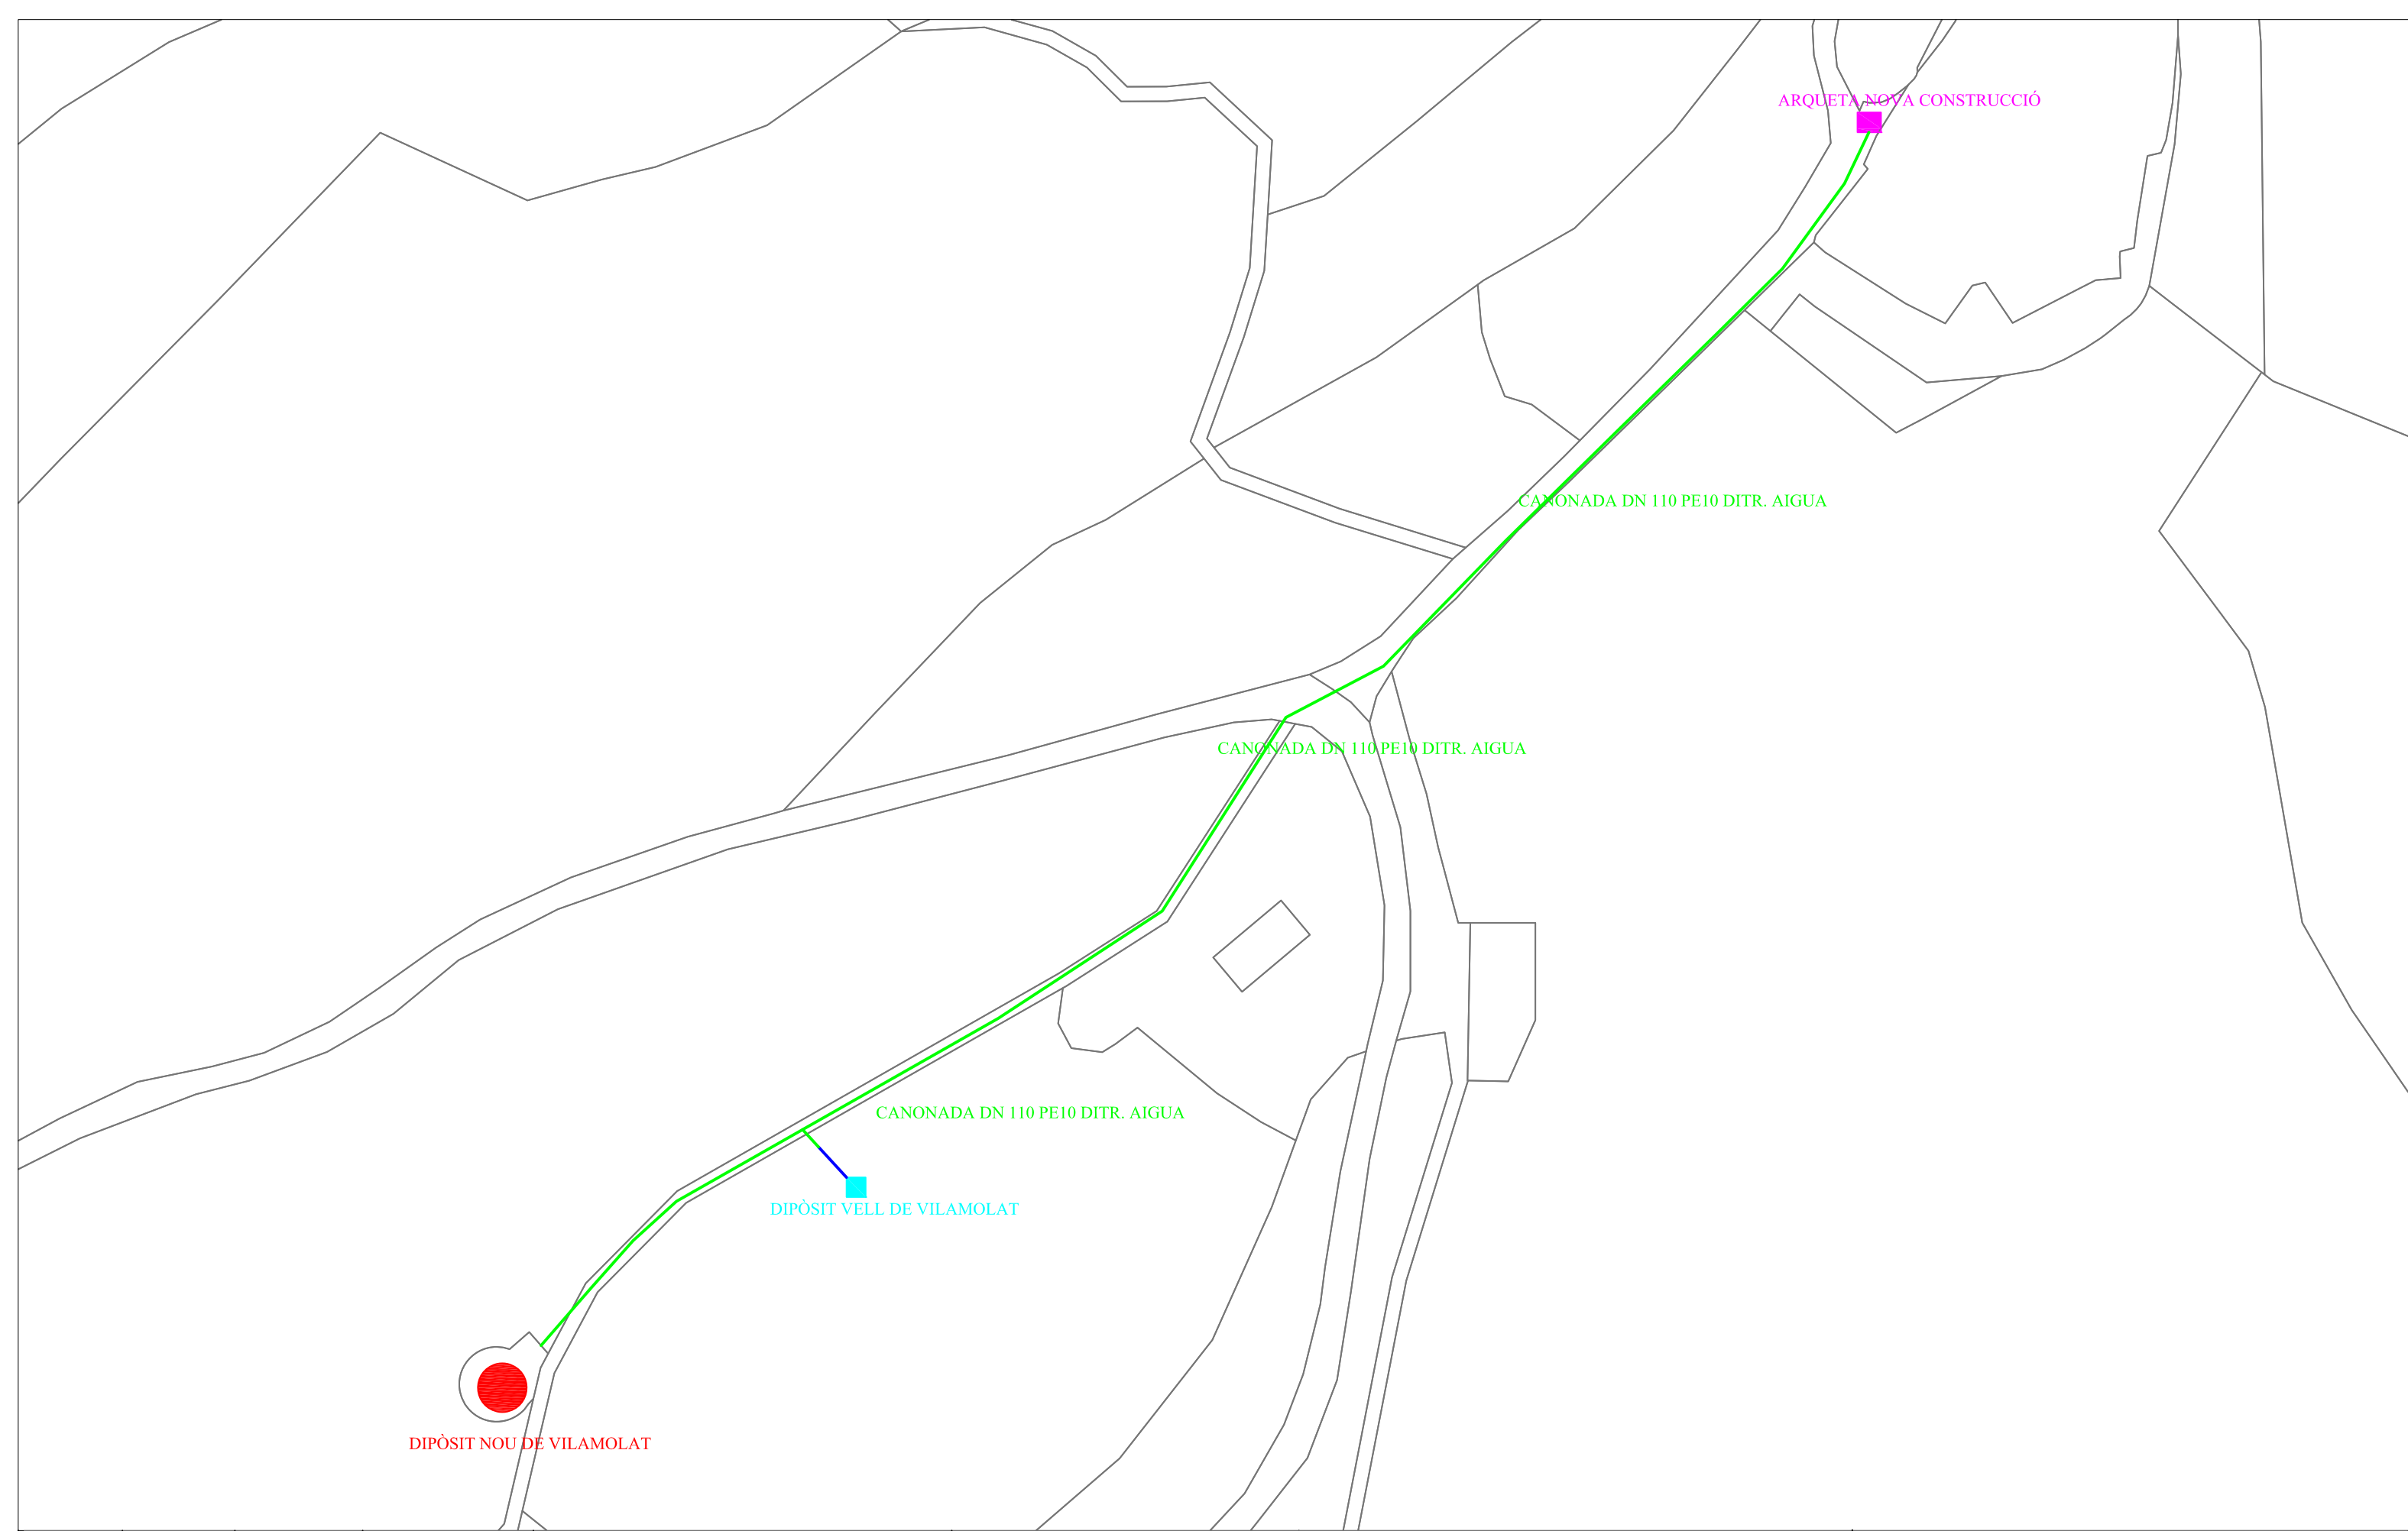 ARQUETA NOVA CONSTRUCCIÓ
CANONADA DN 110 PE10 DITR. AIGUA
CANONADA DN 110 PE10 DITR. AIGUA
CANONADA DN 110 PE10 DITR. AIGUA
DIPÒSIT VELL DE VILAMOLAT
DIPÒSIT NOU DE VILAMOLAT